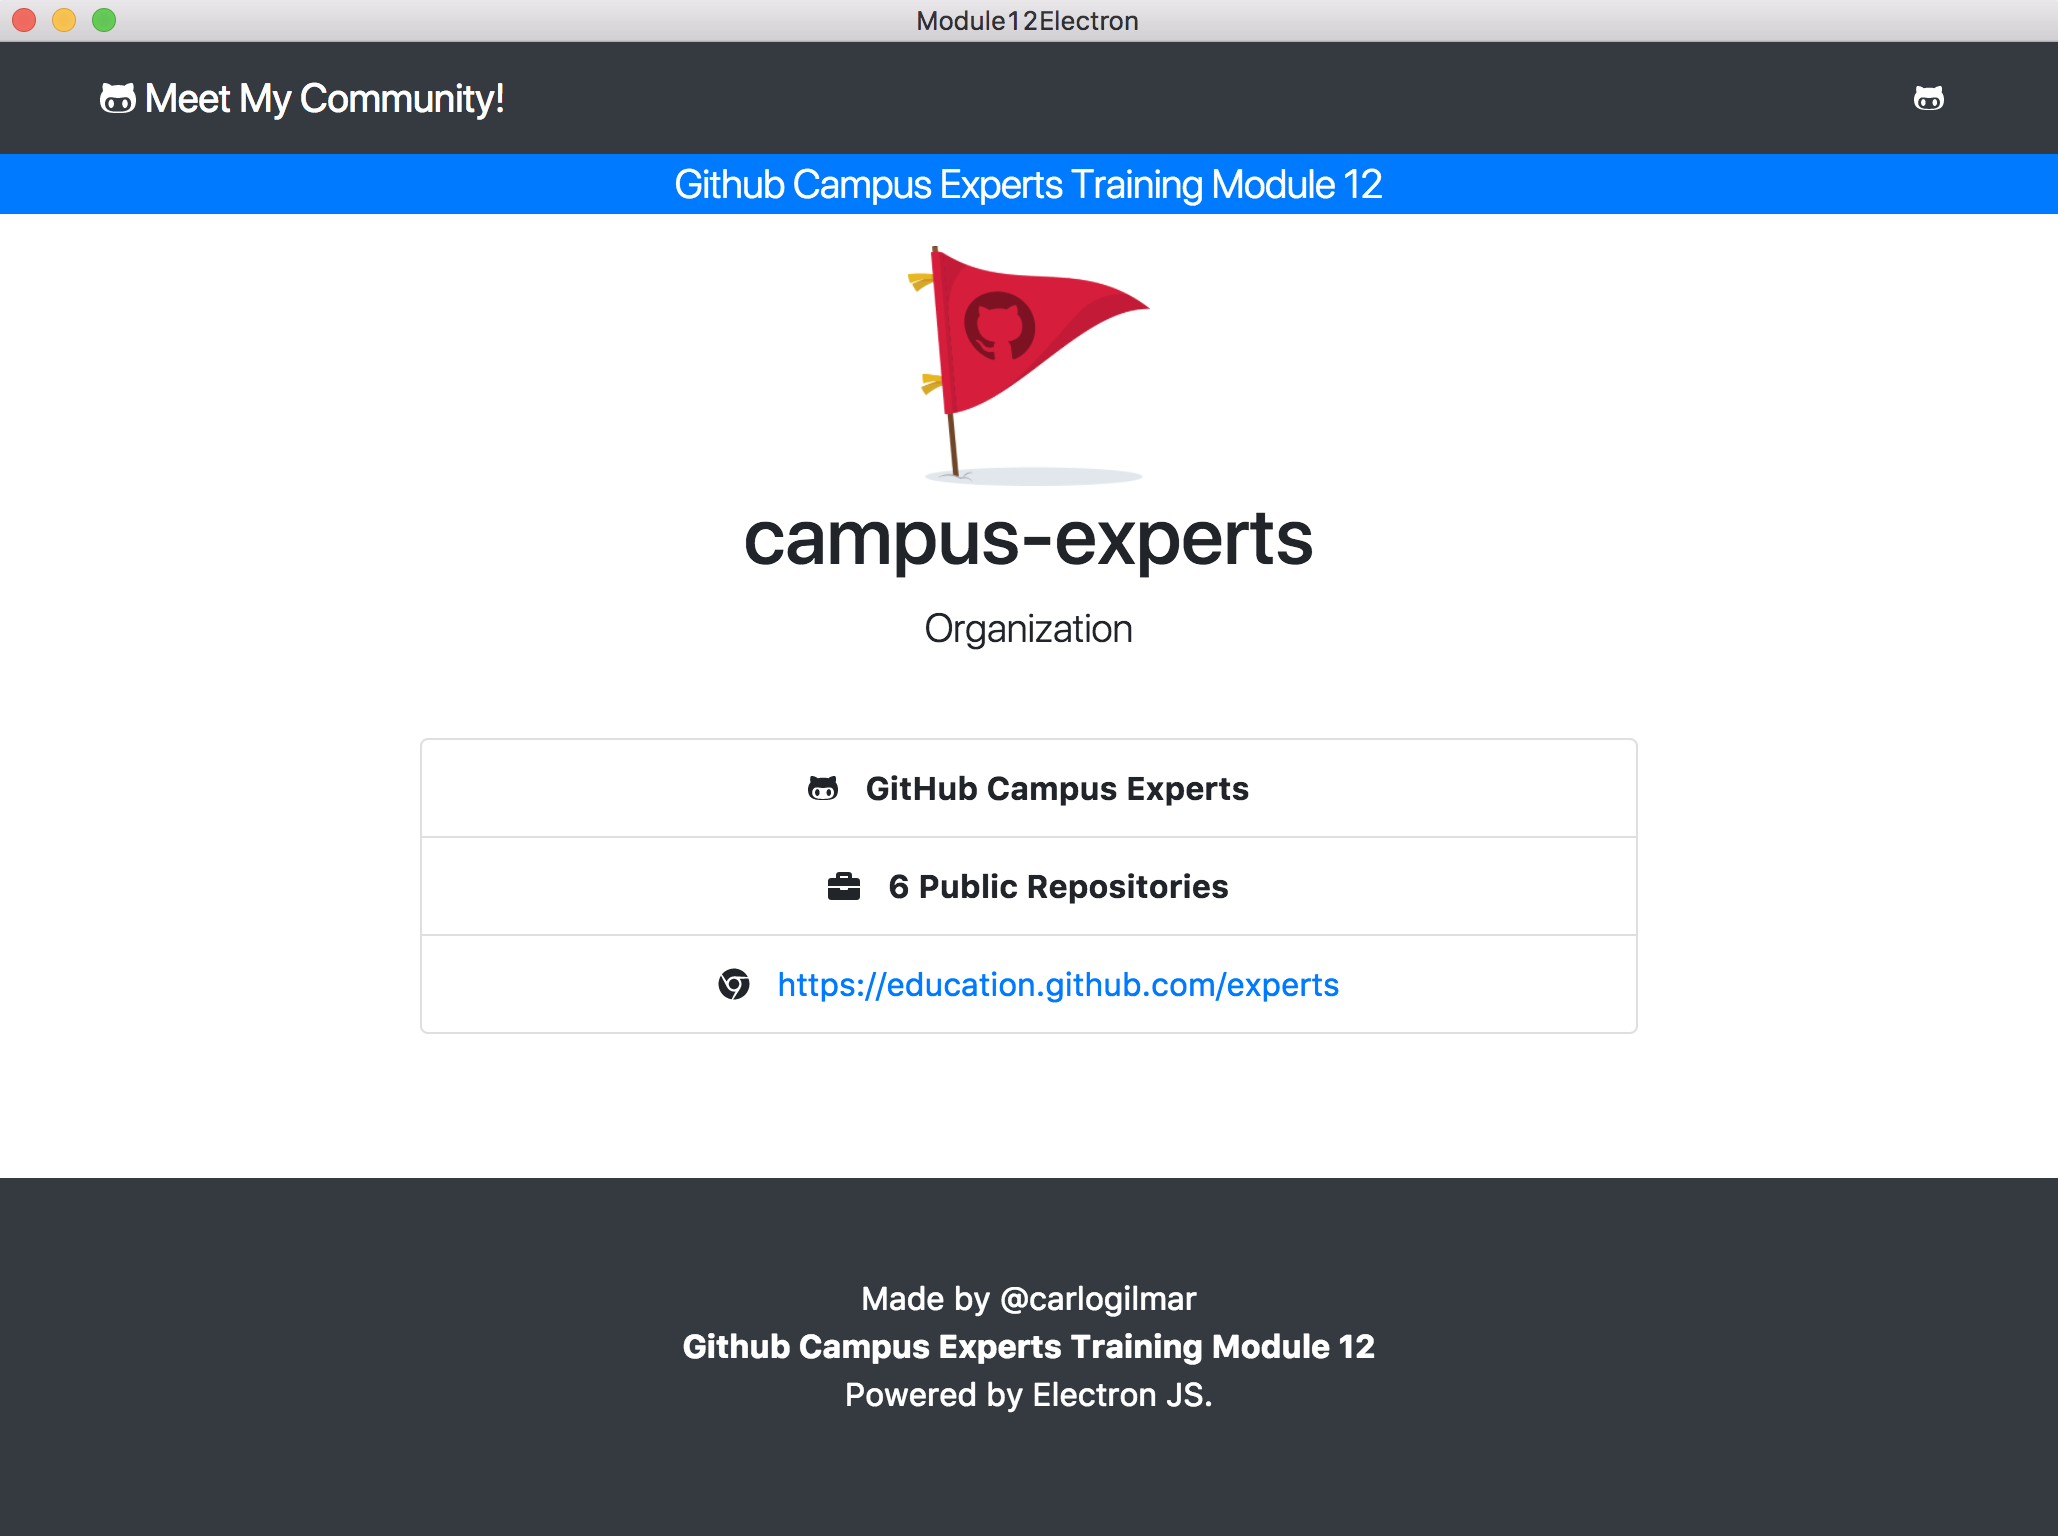 Module12Electron
Meet My Community!
Github Campus Experts Training Module 12
campus-experts
Organization
GitHub Campus Experts
6 Public Repositories
https://education.github.com/experts
Made by @carlogilmar
Github Campus Experts Training Module 12
Powered by Electron JS.